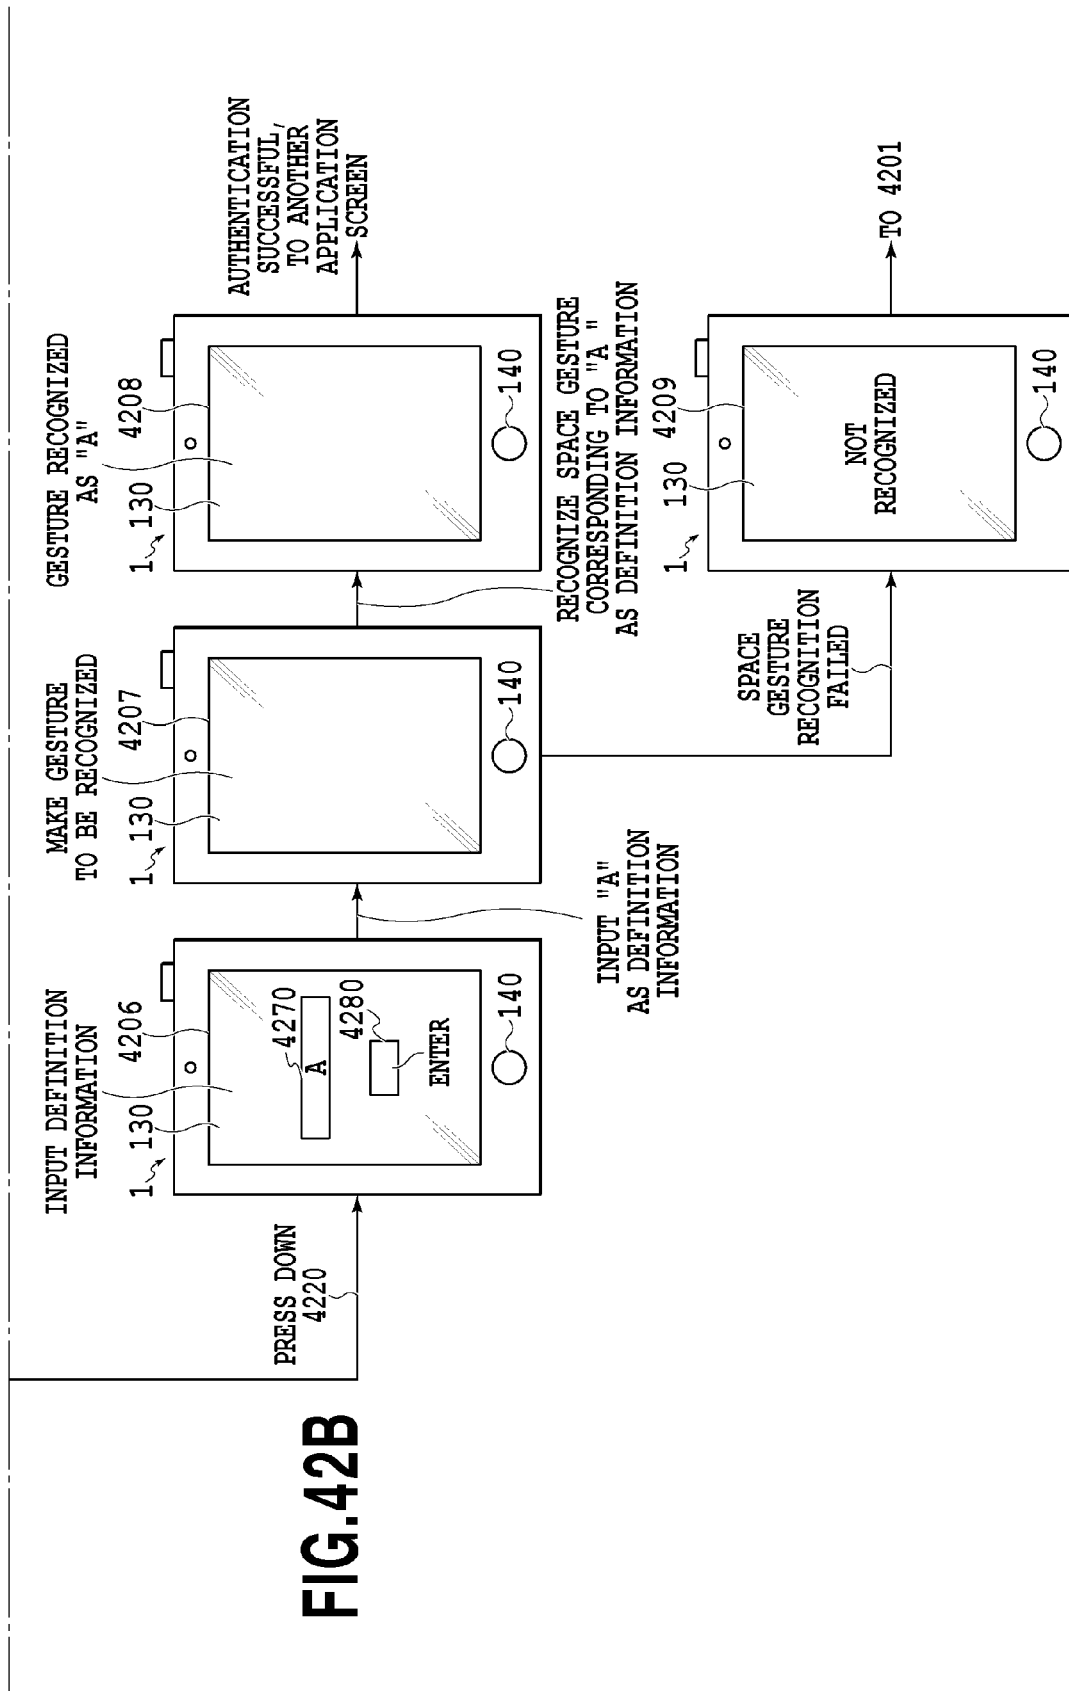 FIG.42B
PRESS DOWN
4220
INPUT DEFINITION
INFORMATION
1
130
4206
4270
A
4280
ENTER
140
INPUT "A"
AS DEFINITION
INFORMATION
MAKE GESTURE
TO BE RECOGNIZED
1
130
4207
140
RECOGNIZE SPACE GESTURE
CORRESPONDING TO "A "
AS DEFINITION INFORMATION
GESTURE RECOGNIZED
AS "A"
1
130
4208
140
AUTHENTICATION
SUCCESSFUL,
TO ANOTHER
APPLICATION
SCREEN
SPACE
GESTURE
RECOGNITION
FAILED
1
130
4209
NOT
RECOGNIZED
140
TO 4201